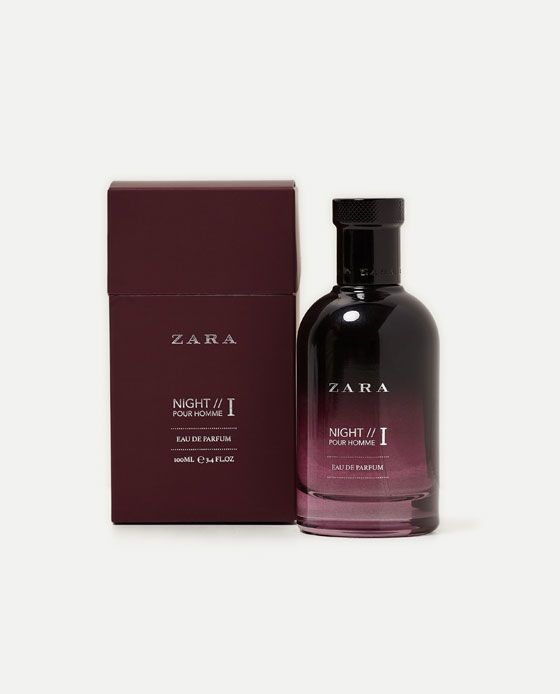 ZARA
NIGHT // I
POUR HOMME
EAU DE PARFUM
100ML ℮ 3.4 FL.OZ
ZARA
ZARA
NIGHT // I
POUR HOMME
EAU DE PARFUM